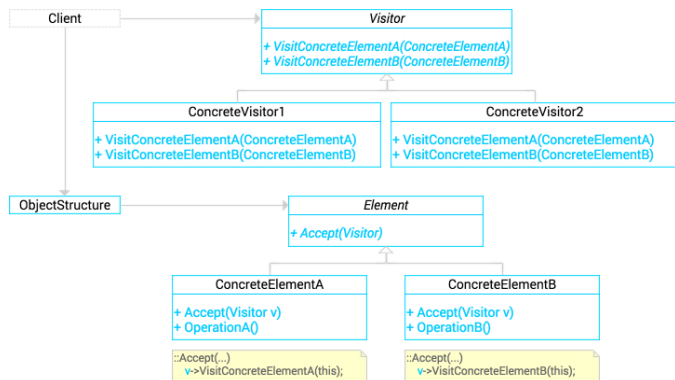 Client
Visitor
+ VisitConcreteElementA(ConcreteElementA)
+ VisitConcreteElementB(ConcreteElementB)
ConcreteVisitor1
+ VisitConcreteElementA(ConcreteElementA)
+ VisitConcreteElementB(ConcreteElementB)
ConcreteVisitor2
+ VisitConcreteElementA(ConcreteElementA)
+ VisitConcreteElementB(ConcreteElementB)
ObjectStructure
Element
+ Accept(Visitor)
ConcreteElementA
+ Accept(Visitor v)
+ OperationA()
ConcreteElementB
+ Accept(Visitor v)
+ OperationB()
::Accept(...)
v->VisitConcreteElementA(this);
::Accept(...)
v->VisitConcreteElementB(this);